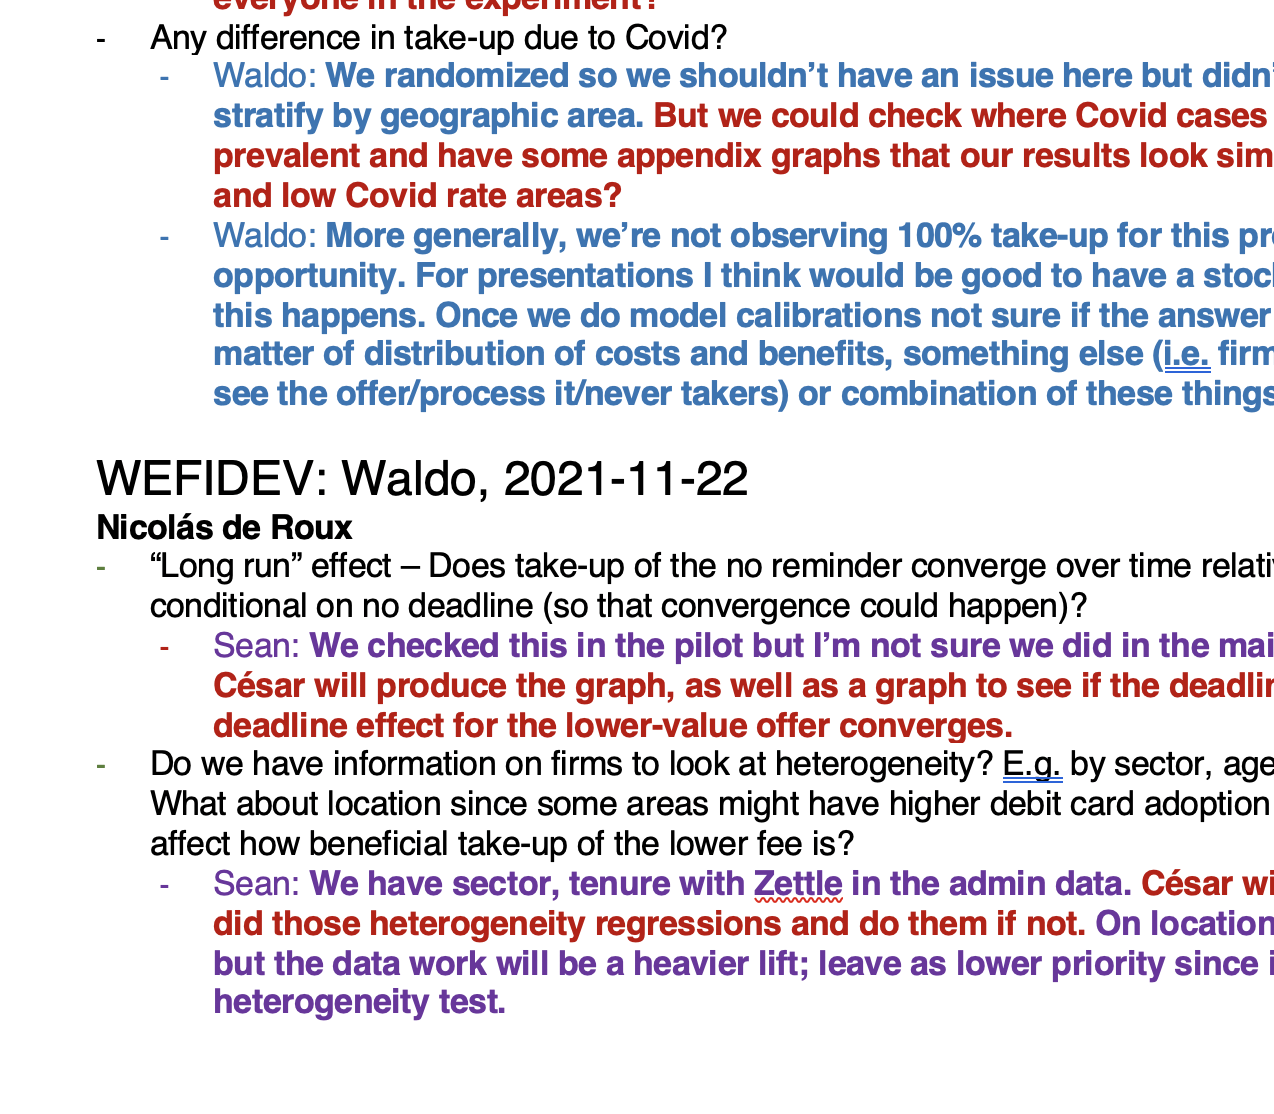 everyone in the experiment?
- Any difference in take-up due to Covid?
- Waldo: We randomized so we shouldn’t have an issue here but
stratify by geographic area. But we could check where Covid cases
prevalent and have some appendix graphs that our results look
and low Covid rate areas?
- Waldo: More generally, we’re not observing 100% take-up for this
opportunity. For presentations I think would be good to have a
this happens. Once we do model calibrations not sure if the answer
matter of distribution of costs and benefits, something else (i.e.
see the offer/process it/never takers) or combination of these things
WEFIDEV: Waldo, 2021-11-22
Nicolás de Roux
- “Long run” effect – Does take-up of the no reminder converge over time
conditional on no deadline (so that convergence could happen)?
- Sean: We checked this in the pilot but I’m not sure we did in the
César will produce the graph, as well as a graph to see if the
deadline effect for the lower-value offer converges.
- Do we have information on firms to look at heterogeneity? E.g. by sector, age
What about location since some areas might have higher debit card adoption
affect how beneficial take-up of the lower fee is?
- Sean: We have sector, tenure with Zettle in the admin data. César
did those heterogeneity regressions and do them if not. On location
but the data work will be a heavier lift; leave as lower priority since
heterogeneity test.